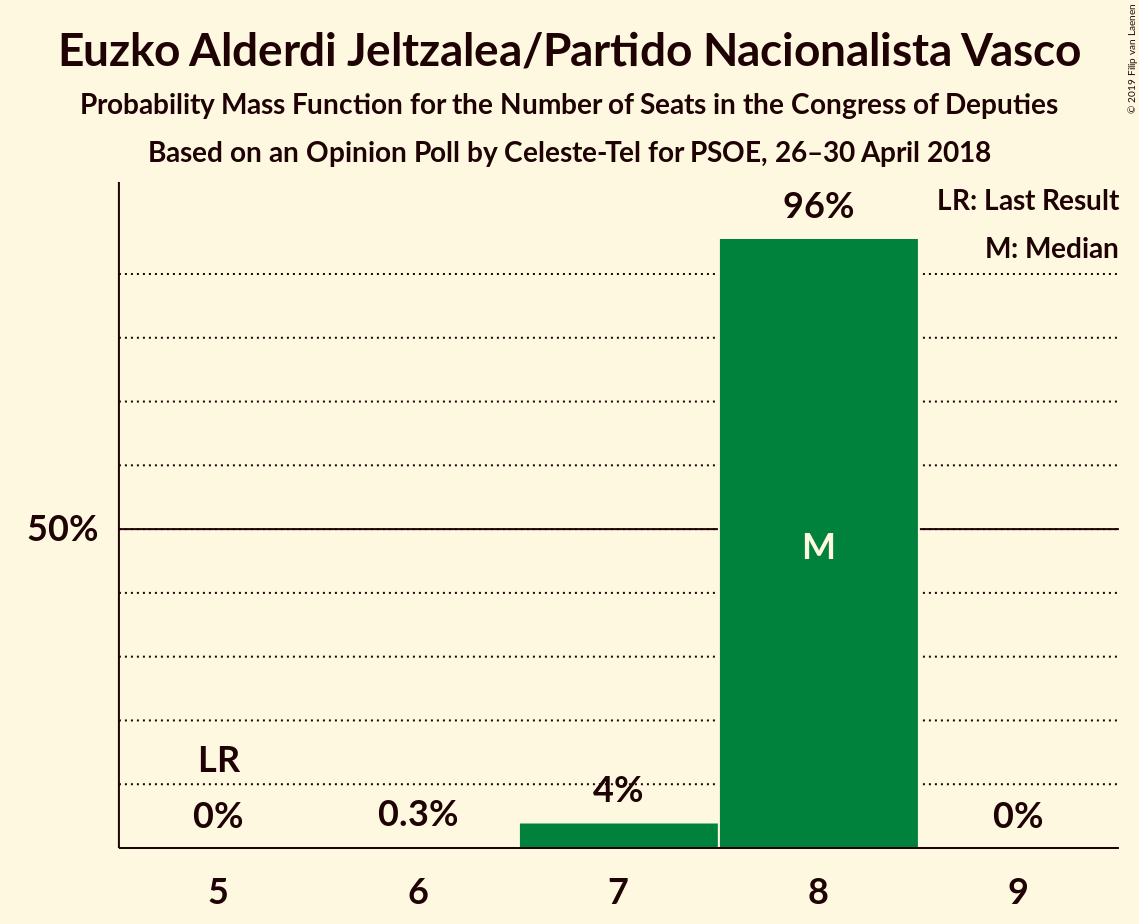 Euzko Alderdi Jeltzalea/Partido Nacionalista Vasco
Probability Mass Function for the Number of Seats in the Congress of Deputies
Based on an Opinion Poll by Celeste-Tel for PSOE, 26–30 April 2018
© 2019 Filip van Laenen
LR: Last Result
M: Median
96%
50%
M
LR
0%
0.3%
4%
0%
5
6
7
8
9